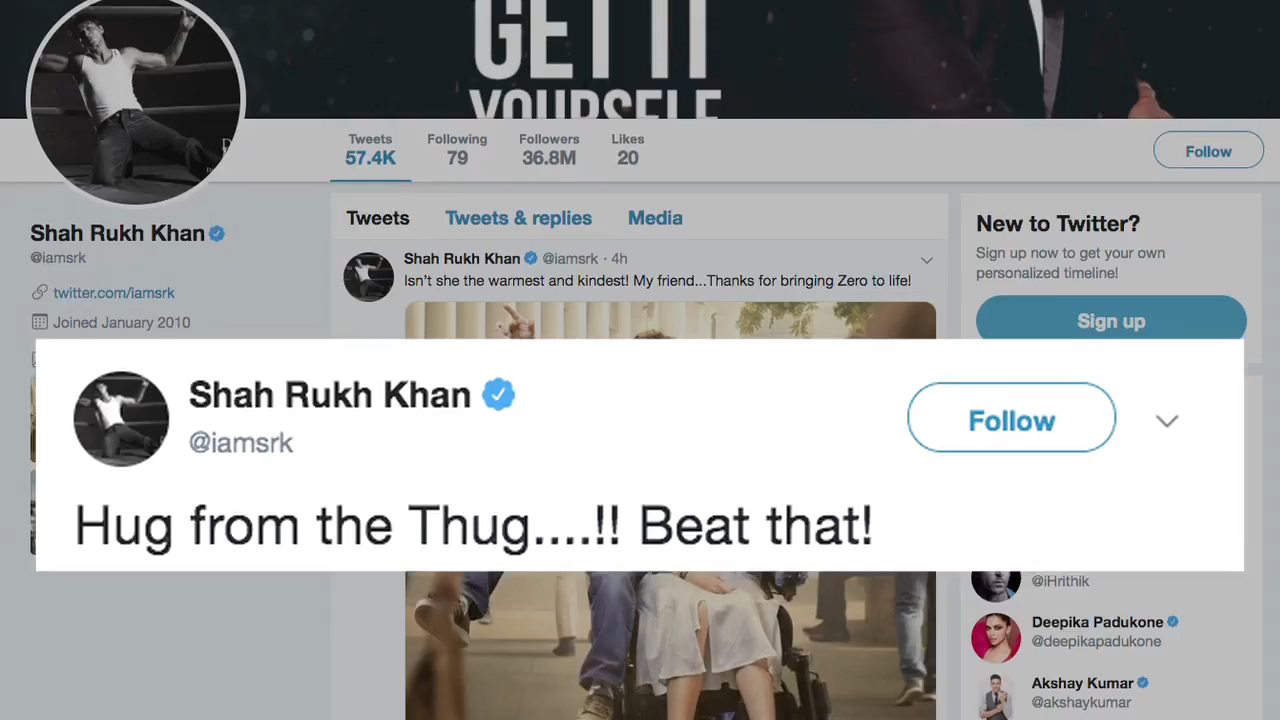 GET IT
YOURSELF
Tweets Following Followers Likes
57.4K 79 36.8M 20
Follow
Shah Rukh Khan
@iamsrk
twitter.com/iamsrk
Joined January 2010
Tweets Tweets & replies Media
Shah Rukh Khan @iamsrk · 4h
Isn't she the warmest and kindest! My friend...Thanks for bringing Zero to life!
New to Twitter?
Sign up now to get your own
personalized timeline!
Sign up
Shah Rukh Khan
@iamsrk
Follow
Hug from the Thug....!! Beat that!
@iHrithik
Deepika Padukone
@deepikapadukone
Akshay Kumar
@akshaykumar